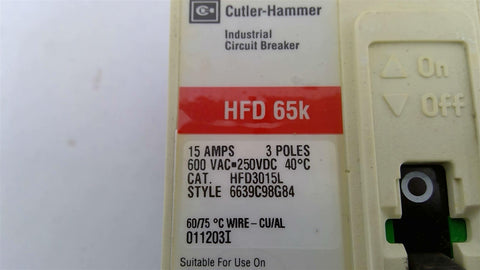 Cutler-Hammer
Industrial
Circuit Breaker
On
Off
HFD 65k
15 AMPS 3 POLES
600 VAC▪250VDC 40°C
CAT. HFD3015L
STYLE 6639C98G84
60/75 °C WIRE – CU/AL
011203I
Suitable For Use On